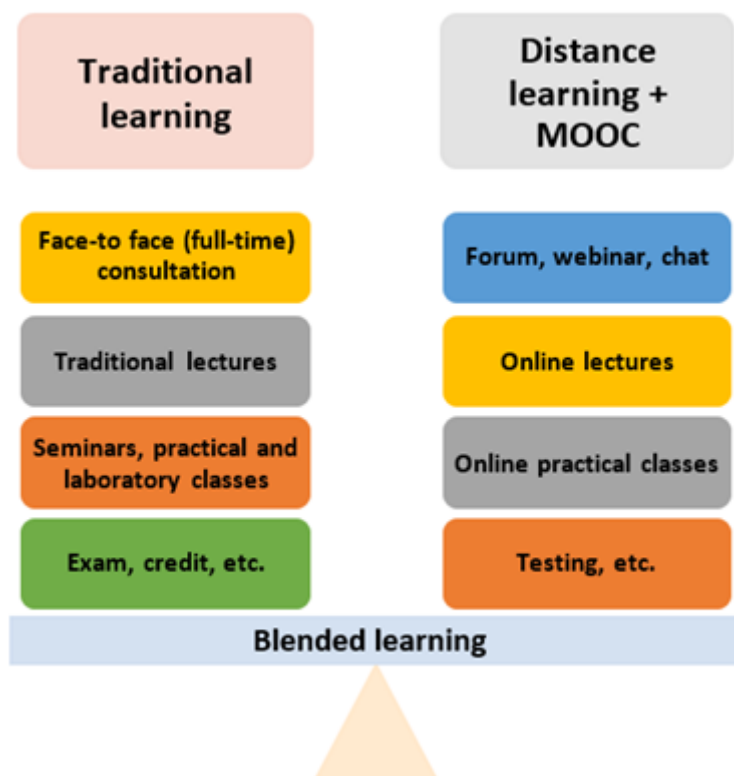 Traditional
learning
Distance
learning +
MOOC
Face-to face (full-time)
consultation
Forum, webinar, chat
Traditional lectures
Online lectures
Seminars, practical and
laboratory classes
Online practical classes
Exam, credit, etc.
Testing, etc.
Blended learning